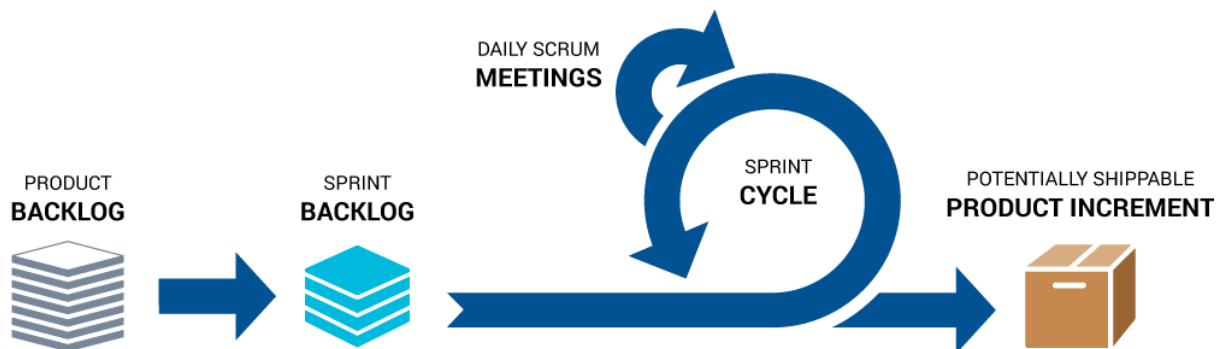 DAILY SCRUM
MEETINGS
PRODUCT
BACKLOG
SPRINT
BACKLOG
SPRINT
CYCLE
POTENTIALLY SHIPPABLE
PRODUCT INCREMENT